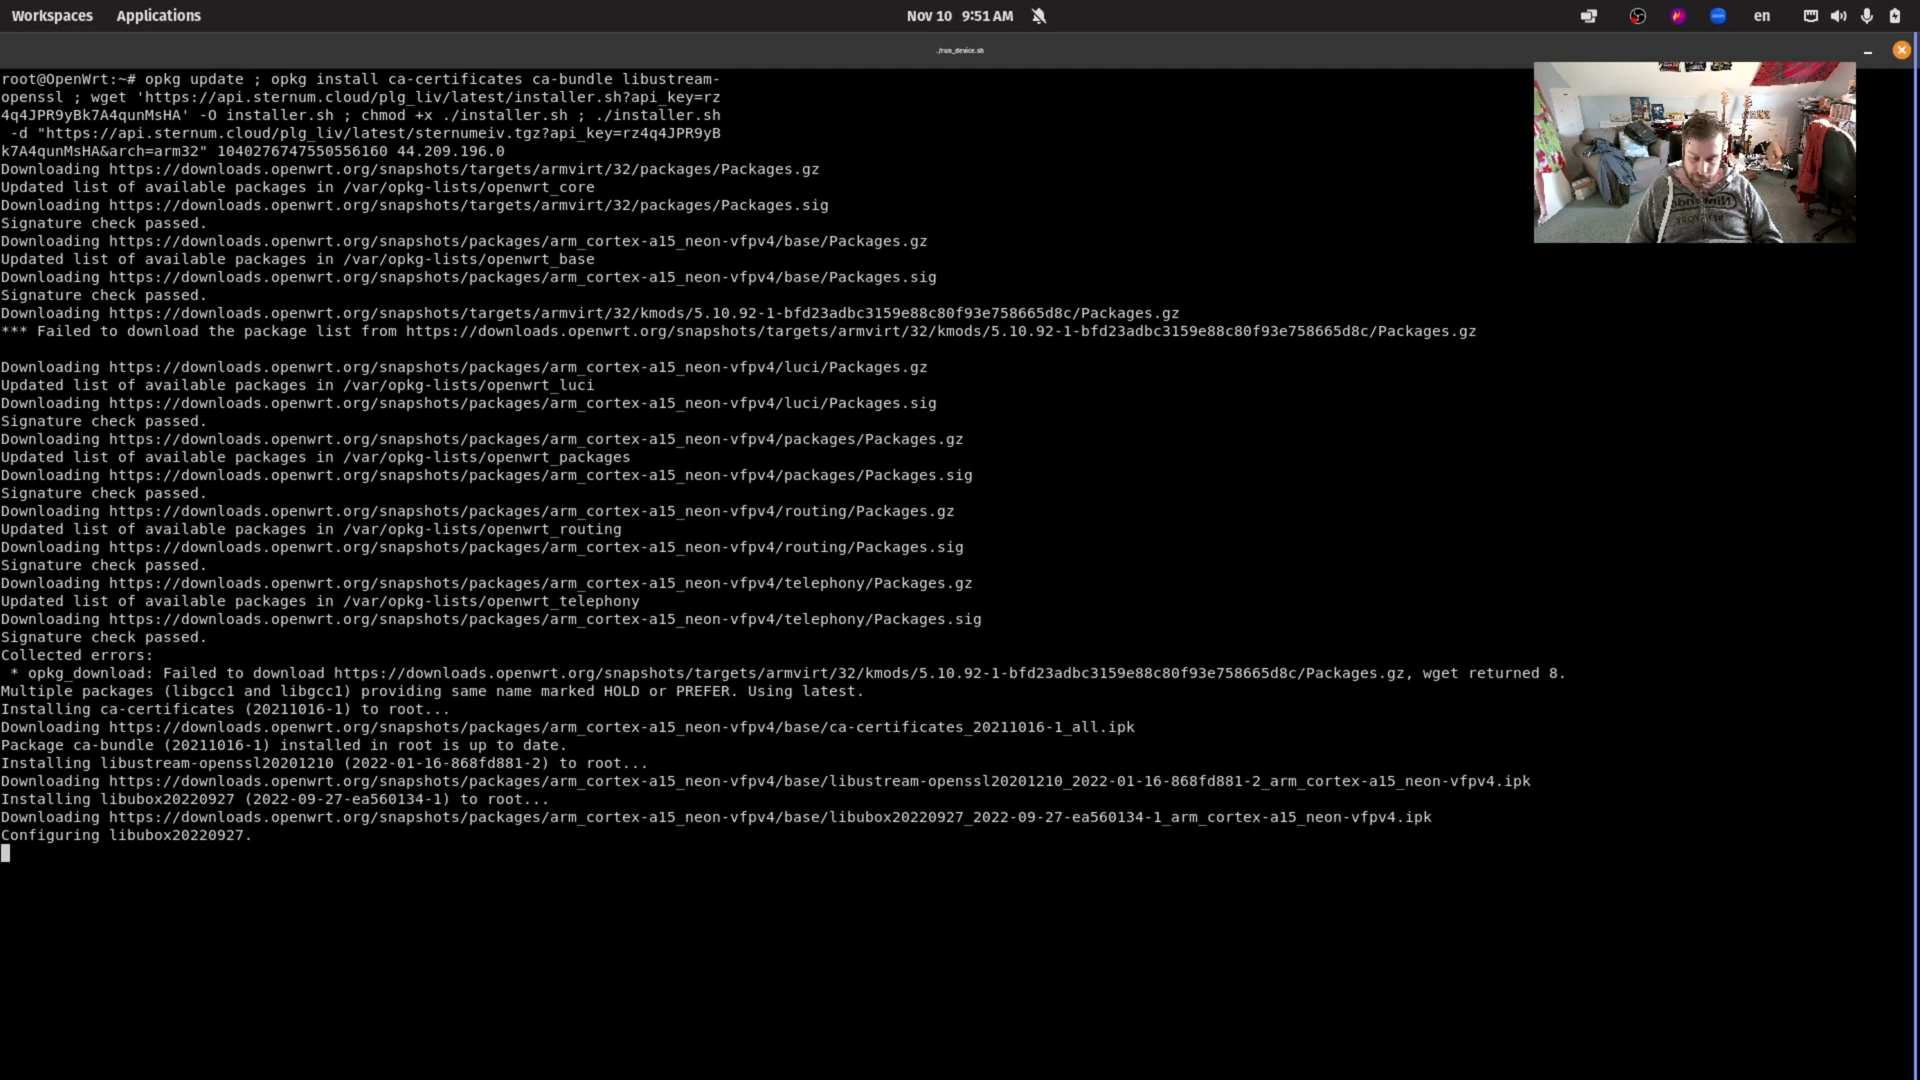 Workspaces Applications Nov 10 9:51 AM en
./run_device.sh
root@OpenWrt:~# opkg update ; opkg install ca-certificates ca-bundle libustream-
openssl ; wget 'https://api.sternum.cloud/plg_liv/latest/installer.sh?api_key=rz
4q4JPR9yBk7A4qunMsHA' -O installer.sh ; chmod +x ./installer.sh ; ./installer.sh
 -d "https://api.sternum.cloud/plg_liv/latest/sternumeiv.tgz?api_key=rz4q4JPR9yB
k7A4qunMsHA&arch=arm32" 1040276747550556160 44.209.196.0
Downloading https://downloads.openwrt.org/snapshots/targets/armvirt/32/packages/Packages.gz
Updated list of available packages in /var/opkg-lists/openwrt_core
Downloading https://downloads.openwrt.org/snapshots/targets/armvirt/32/packages/Packages.sig
Signature check passed.
Downloading https://downloads.openwrt.org/snapshots/packages/arm_cortex-a15_neon-vfpv4/base/Packages.gz
Updated list of available packages in /var/opkg-lists/openwrt_base
Downloading https://downloads.openwrt.org/snapshots/packages/arm_cortex-a15_neon-vfpv4/base/Packages.sig
Signature check passed.
Downloading https://downloads.openwrt.org/snapshots/targets/armvirt/32/kmods/5.10.92-1-bfd23adbc3159e88c80f93e758665d8c/Packages.gz
*** Failed to download the package list from https://downloads.openwrt.org/snapshots/targets/armvirt/32/kmods/5.10.92-1-bfd23adbc3159e88c80f93e758665d8c/Packages.gz
Downloading https://downloads.openwrt.org/snapshots/packages/arm_cortex-a15_neon-vfpv4/luci/Packages.gz
Updated list of available packages in /var/opkg-lists/openwrt_luci
Downloading https://downloads.openwrt.org/snapshots/packages/arm_cortex-a15_neon-vfpv4/luci/Packages.sig
Signature check passed.
Downloading https://downloads.openwrt.org/snapshots/packages/arm_cortex-a15_neon-vfpv4/packages/Packages.gz
Updated list of available packages in /var/opkg-lists/openwrt_packages
Downloading https://downloads.openwrt.org/snapshots/packages/arm_cortex-a15_neon-vfpv4/packages/Packages.sig
Signature check passed.
Downloading https://downloads.openwrt.org/snapshots/packages/arm_cortex-a15_neon-vfpv4/routing/Packages.gz
Updated list of available packages in /var/opkg-lists/openwrt_routing
Downloading https://downloads.openwrt.org/snapshots/packages/arm_cortex-a15_neon-vfpv4/routing/Packages.sig
Signature check passed.
Downloading https://downloads.openwrt.org/snapshots/packages/arm_cortex-a15_neon-vfpv4/telephony/Packages.gz
Updated list of available packages in /var/opkg-lists/openwrt_telephony
Downloading https://downloads.openwrt.org/snapshots/packages/arm_cortex-a15_neon-vfpv4/telephony/Packages.sig
Signature check passed.
Collected errors:
 * opkg_download: Failed to download https://downloads.openwrt.org/snapshots/targets/armvirt/32/kmods/5.10.92-1-bfd23adbc3159e88c80f93e758665d8c/Packages.gz, wget returned 8.
Multiple packages (libgcc1 and libgcc1) providing same name marked HOLD or PREFER. Using latest.
Installing ca-certificates (20211016-1) to root...
Downloading https://downloads.openwrt.org/snapshots/packages/arm_cortex-a15_neon-vfpv4/base/ca-certificates_20211016-1_all.ipk
Package ca-bundle (20211016-1) installed in root is up to date.
Installing libustream-openssl20201210 (2022-01-16-868fd881-2) to root...
Downloading https://downloads.openwrt.org/snapshots/packages/arm_cortex-a15_neon-vfpv4/base/libustream-openssl20201210_2022-01-16-868fd881-2_arm_cortex-a15_neon-vfpv4.ipk
Installing libubox20220927 (2022-09-27-ea560134-1) to root...
Downloading https://downloads.openwrt.org/snapshots/packages/arm_cortex-a15_neon-vfpv4/base/libubox20220927_2022-09-27-ea560134-1_arm_cortex-a15_neon-vfpv4.ipk
Configuring libubox20220927.